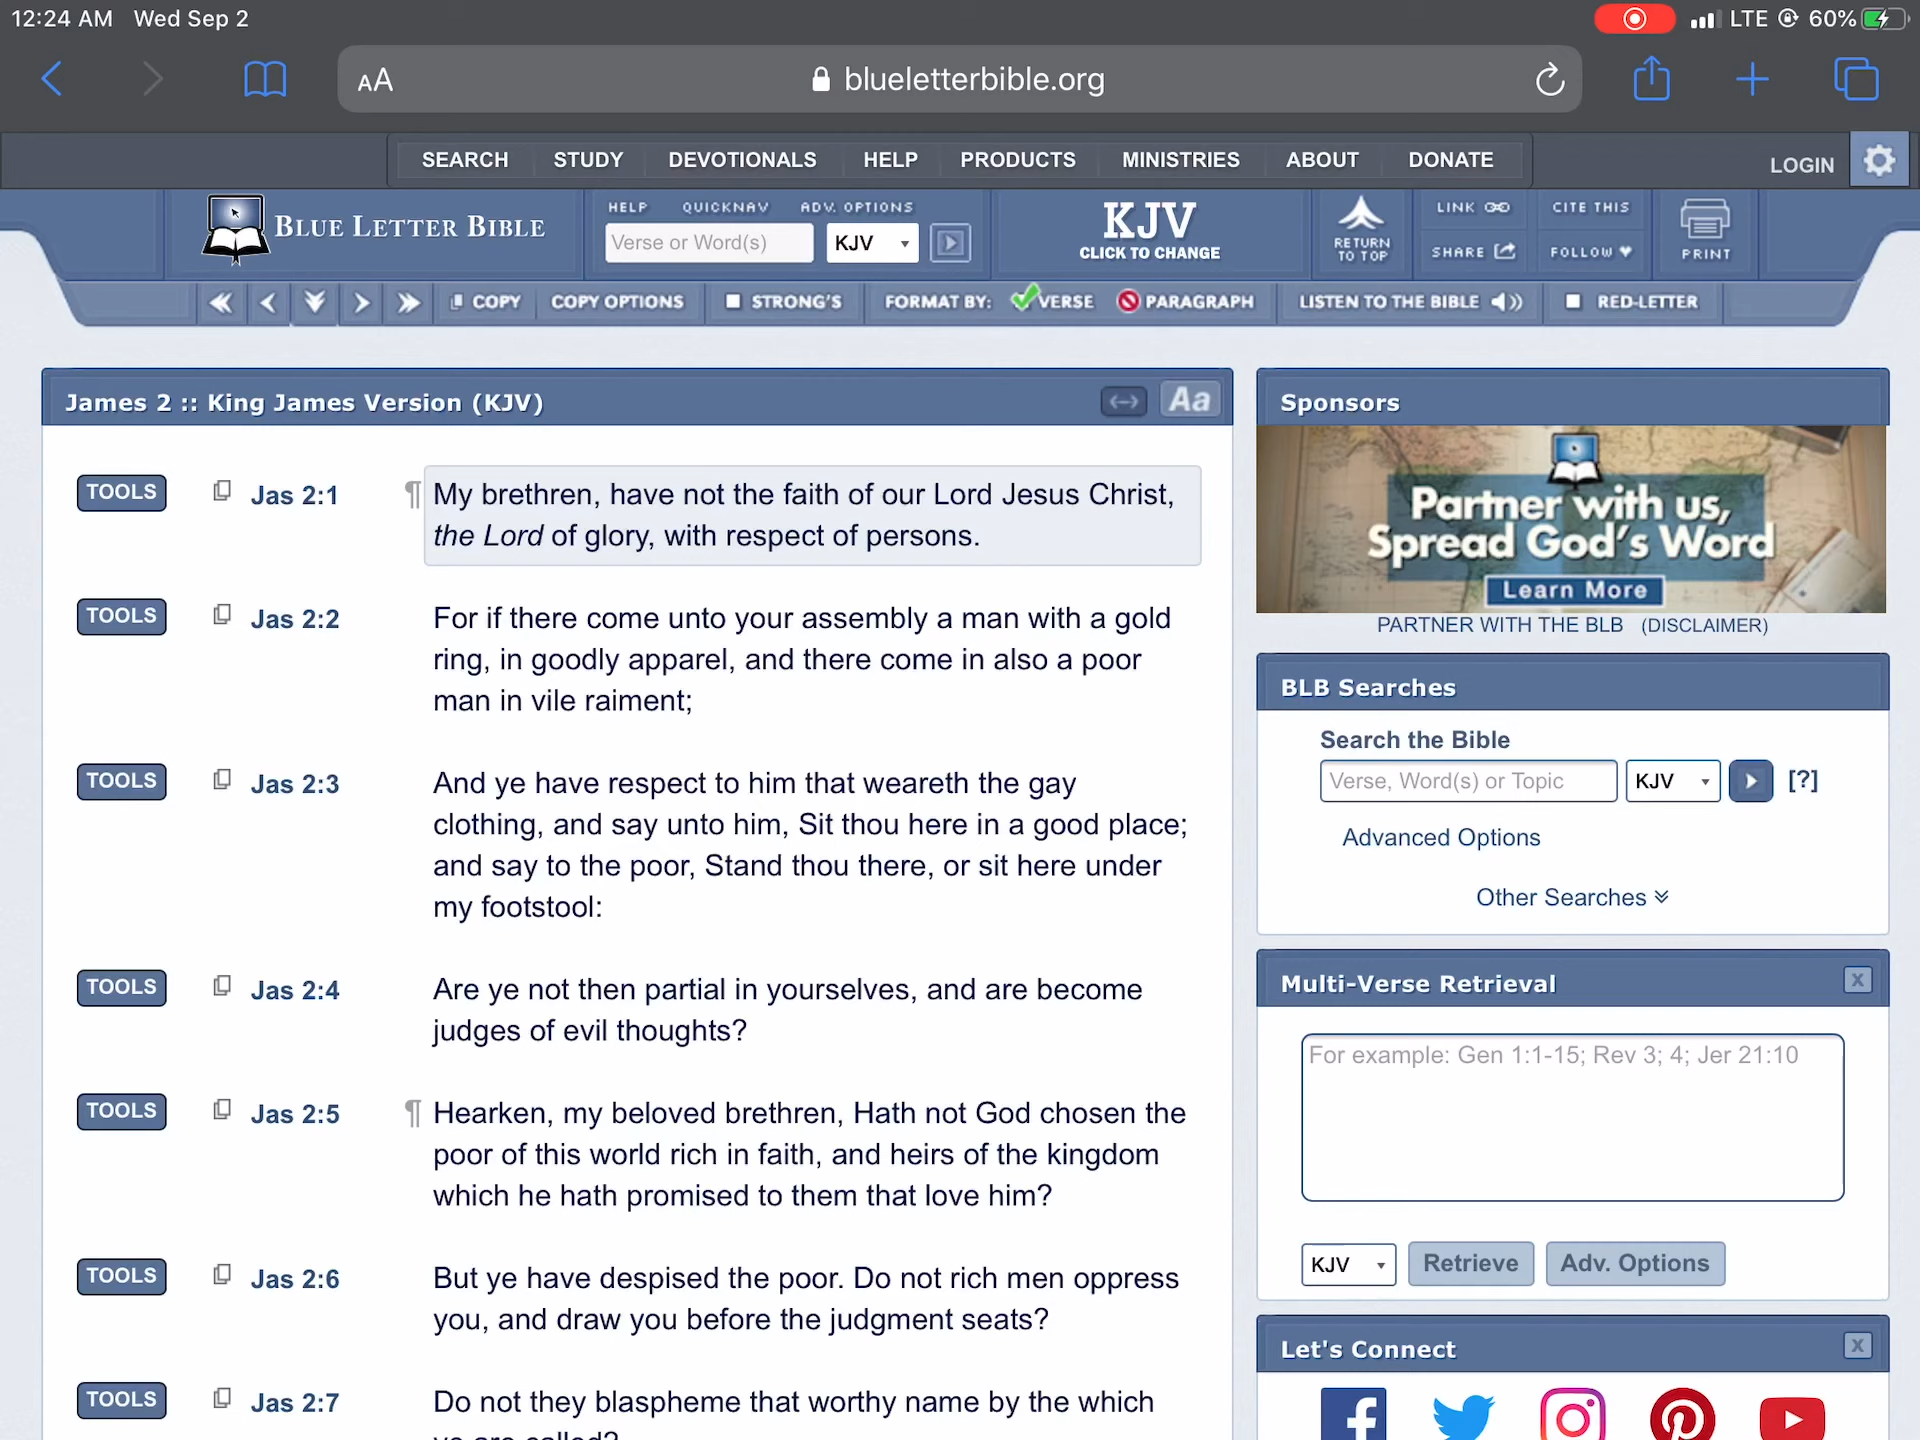 12:24 AM Wed Sep 2
LTE 60%
AA blueletterbible.org
SEARCH STUDY DEVOTIONALS HELP PRODUCTS MINISTRIES ABOUT DONATE LOGIN
BLUE LETTER BIBLE
HELP QUICKNAV ADV. OPTIONS
Verse or Word(s) KJV
KJV
CLICK TO CHANGE
RETURN
TO TOP
LINK CITE THIS
SHARE FOLLOW
PRINT
COPY COPY OPTIONS STRONG'S FORMAT BY: VERSE PARAGRAPH LISTEN TO THE BIBLE RED-LETTER
James 2 :: King James Version (KJV) Aa
TOOLS Jas 2:1 ¶ My brethren, have not the faith of our Lord Jesus Christ,
the Lord of glory, with respect of persons.
TOOLS Jas 2:2 For if there come unto your assembly a man with a gold
ring, in goodly apparel, and there come in also a poor
man in vile raiment;
TOOLS Jas 2:3 And ye have respect to him that weareth the gay
clothing, and say unto him, Sit thou here in a good place;
and say to the poor, Stand thou there, or sit here under
my footstool:
TOOLS Jas 2:4 Are ye not then partial in yourselves, and are become
judges of evil thoughts?
TOOLS Jas 2:5 ¶ Hearken, my beloved brethren, Hath not God chosen the
poor of this world rich in faith, and heirs of the kingdom
which he hath promised to them that love him?
TOOLS Jas 2:6 But ye have despised the poor. Do not rich men oppress
you, and draw you before the judgment seats?
TOOLS Jas 2:7 Do not they blaspheme that worthy name by the which
ye are called?
Sponsors
Partner with us,
Spread God's Word
Learn More
PARTNER WITH THE BLB (DISCLAIMER)
BLB Searches
Search the Bible
Verse, Word(s) or Topic KJV [?]
Advanced Options
Other Searches
Multi-Verse Retrieval X
For example: Gen 1:1-15; Rev 3; 4; Jer 21:10
KJV Retrieve Adv. Options
Let's Connect X